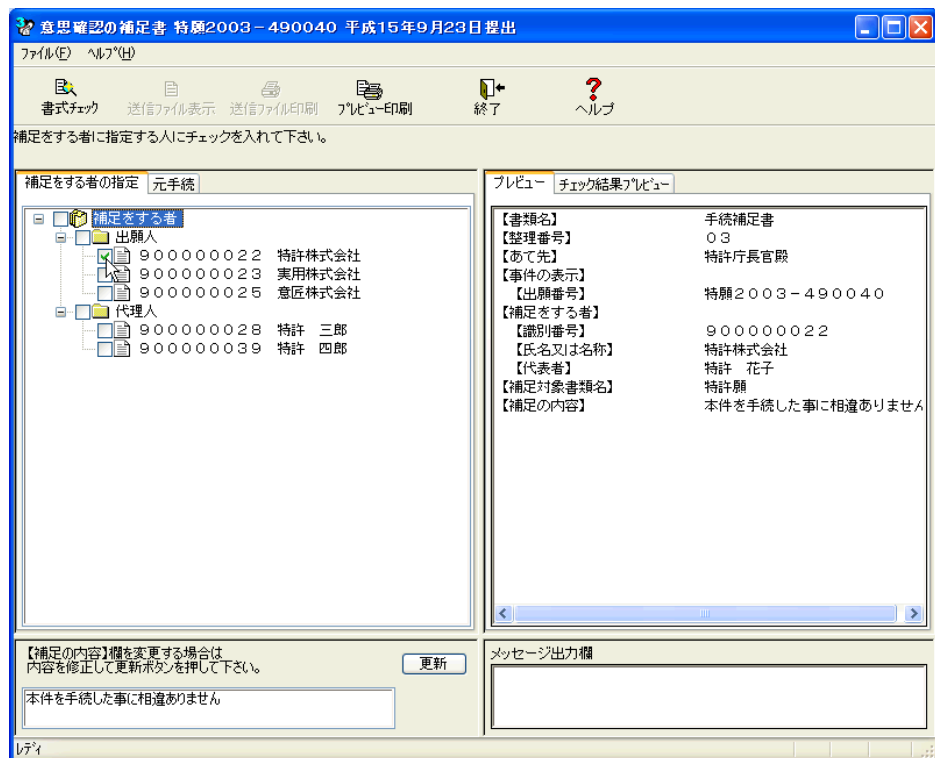 意思確認の補足書 特願2003－490040 平成15年9月23日提出
ﾌｧｲﾙ(F) ﾍﾙﾌﾟ(H)
書式ﾁｪｯｸ 送信ﾌｧｲﾙ表示 送信ﾌｧｲﾙ印刷 ﾌﾟﾚﾋﾞｭｰ印刷 終了 ヘルプ
補足をする者に指定する人にチェックを入れて下さい。
補足をする者の指定 元手続
補足をする者
出願人
９００００００２２ 特許株式会社
９００００００２３ 実用株式会社
９００００００２５ 意匠株式会社
代理人
９００００００２８ 特許　三郎
９００００００３９ 特許　四郎
プレビュー チェック結果ﾌﾟﾚﾋﾞｭｰ
【書類名】 手続補足書
【整理番号】 ０３
【あて先】 特許庁長官殿
【事件の表示】
【出願番号】 特願２００３－４９００４０
【補足をする者】
【識別番号】 ９００００００２２
【氏名又は名称】 特許株式会社
【代表者】 特許　花子
【補足対象書類名】 特許願
【補足の内容】 本件を手続した事に相違ありません
【補足の内容】欄を変更する場合は
内容を修正して更新ボタンを押して下さい。
更新
本件を手続した事に相違ありません
メッセージ出力欄
ﾚﾃﾞｨ